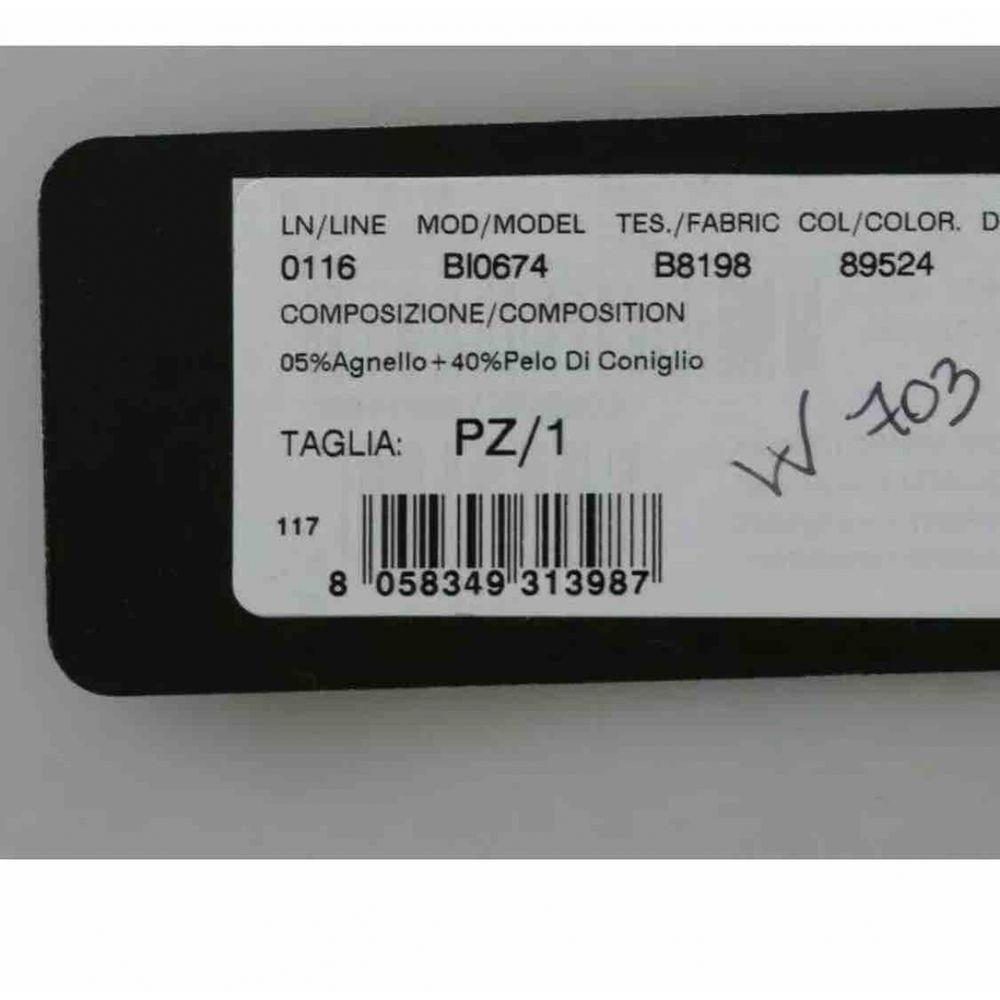 LN/LINE MOD/MODEL TES./FABRIC COL/COLOR. D
0116 BI0674 B8198 89524
COMPOSIZIONE/COMPOSITION
05%Agnello+40%Pelo Di Coniglio
W 703
TAGLIA: PZ/1
117
8 058349 313987